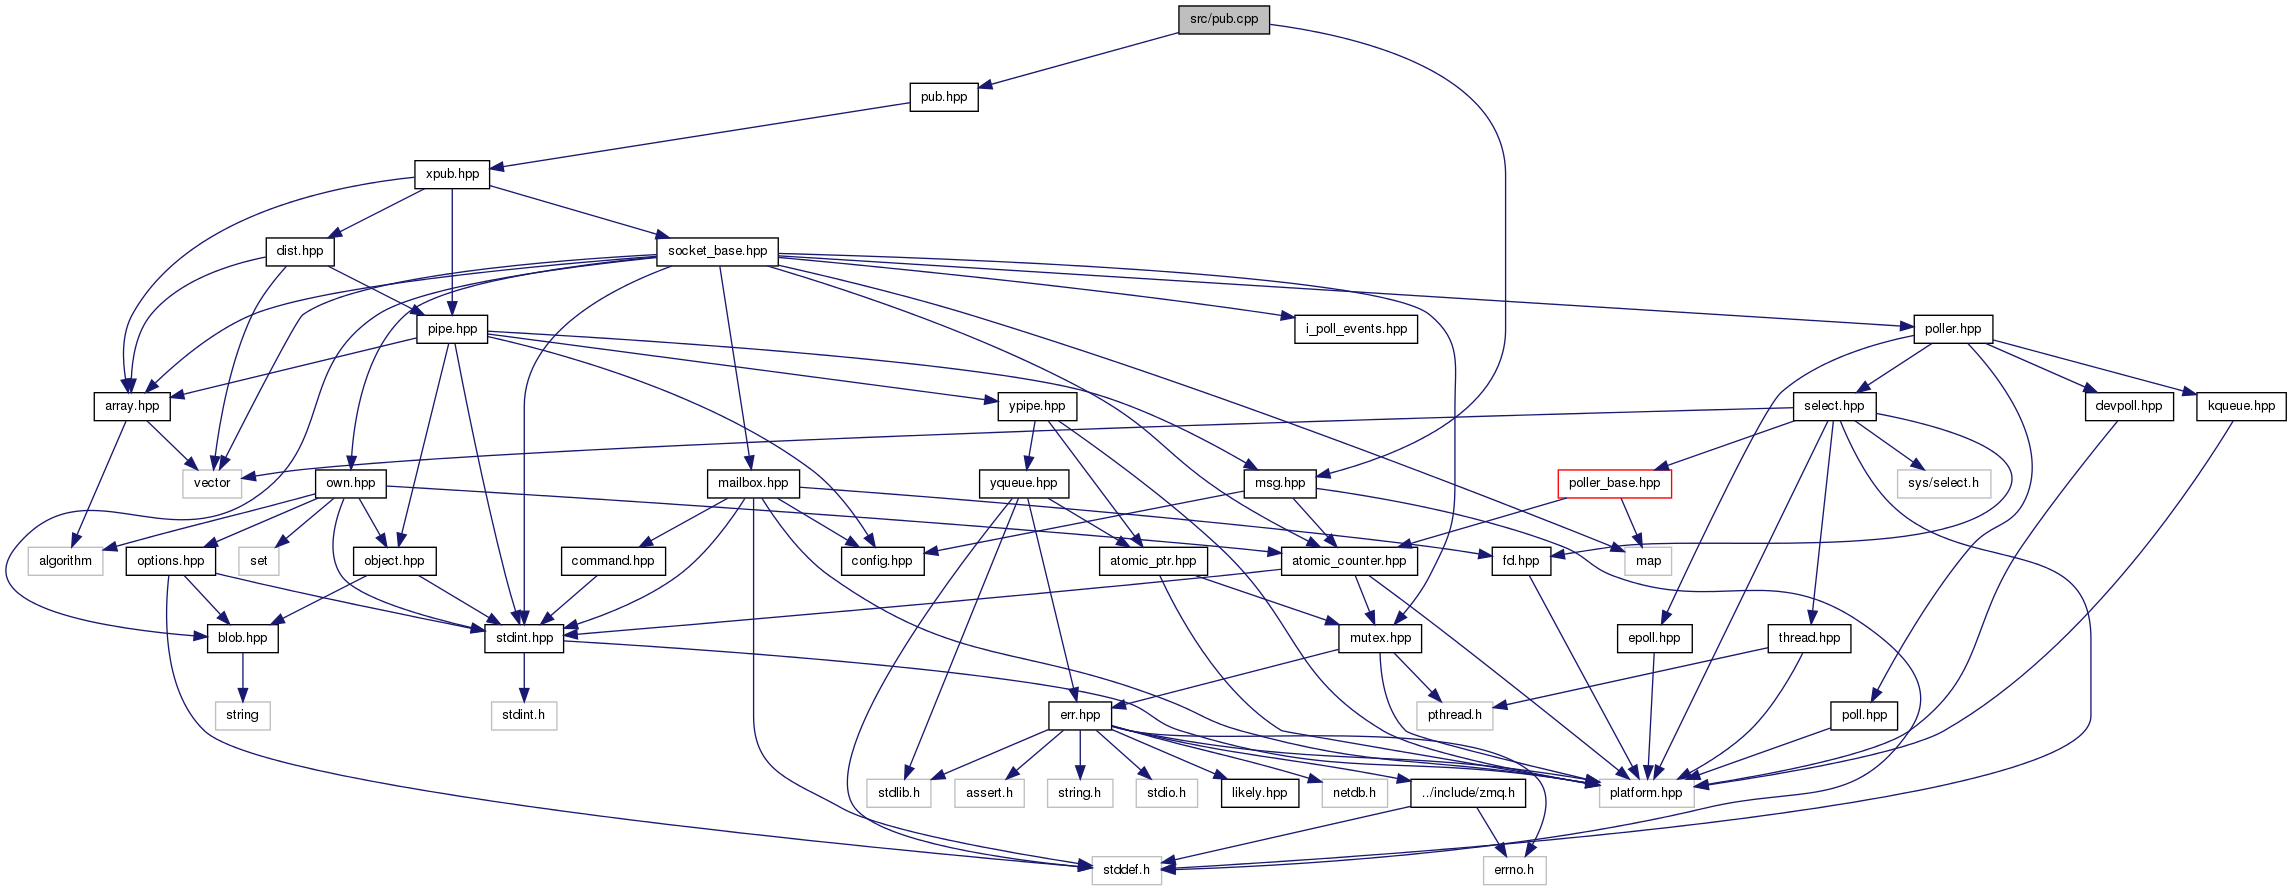 src/pub.cpp
pub.hpp
xpub.hpp
dist.hpp
socket_base.hpp
pipe.hpp
i_poll_events.hpp
poller.hpp
array.hpp
ypipe.hpp
select.hpp
devpoll.hpp
kqueue.hpp
vector
own.hpp
mailbox.hpp
yqueue.hpp
msg.hpp
poller_base.hpp
sys/select.h
algorithm
options.hpp
set
object.hpp
command.hpp
config.hpp
atomic_ptr.hpp
atomic_counter.hpp
fd.hpp
map
blob.hpp
stdint.hpp
mutex.hpp
epoll.hpp
thread.hpp
string
stdint.h
err.hpp
pthread.h
poll.hpp
stdlib.h
assert.h
string.h
stdio.h
likely.hpp
netdb.h
../include/zmq.h
platform.hpp
stddef.h
errno.h